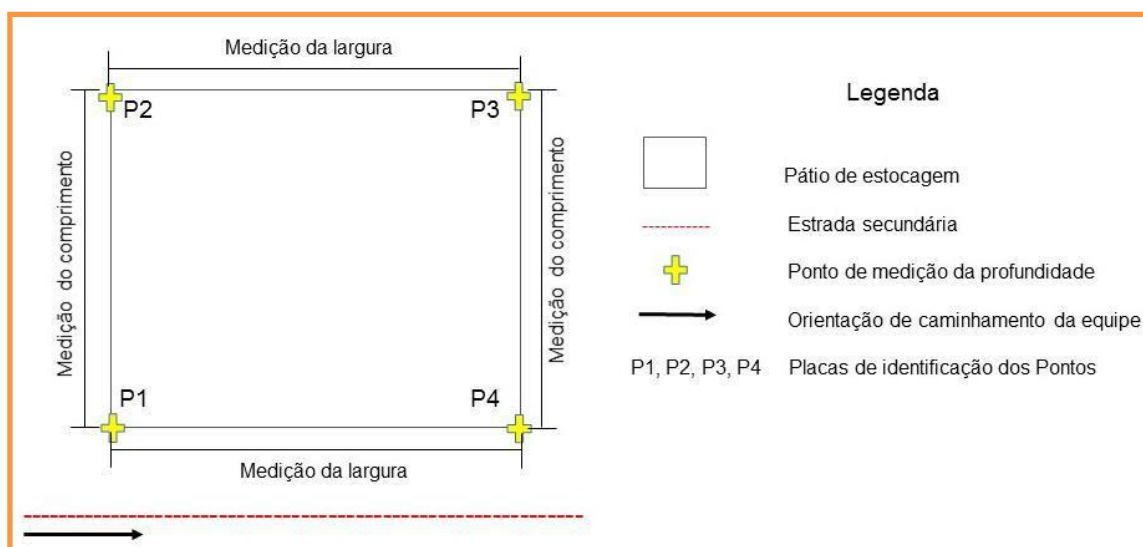 Medição da largura
P2
P3
Medição do comprimento
Medição do comprimento
P1
P4
Medição da largura
Legenda
Pátio de estocagem
Estrada secundária
Ponto de medição da profundidade
Orientação de caminhamento da equipe
P1, P2, P3, P4 Placas de identificação dos Pontos